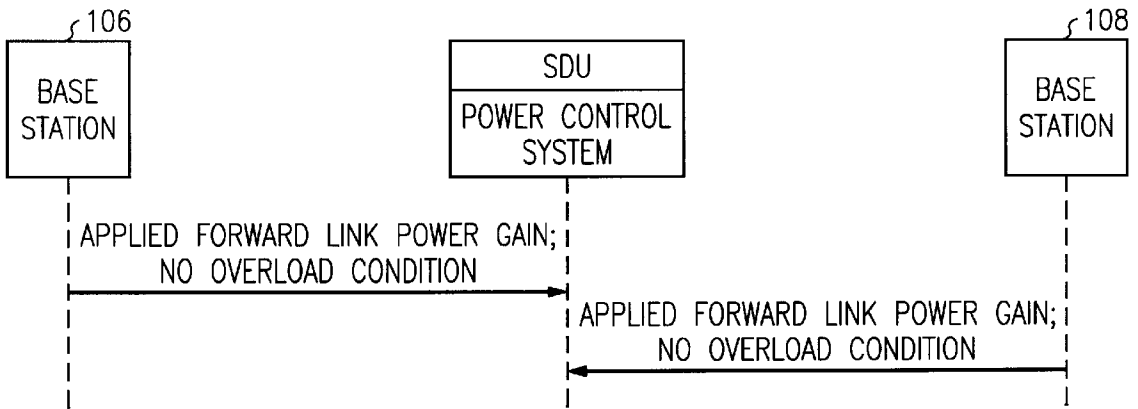 106
108
BASE
STATION
SDU
POWER CONTROL
SYSTEM
BASE
STATION
APPLIED FORWARD LINK POWER GAIN;
NO OVERLOAD CONDITION
APPLIED FORWARD LINK POWER GAIN;
NO OVERLOAD CONDITION